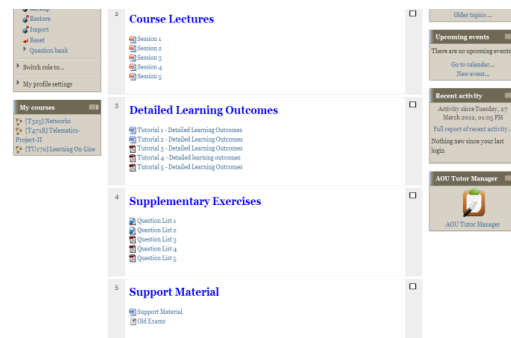 Restore
Import
Reset
Question bank
Switch role to...
My profile settings
My courses
[T325] Networks
[T471B] Telematics-
Project-II
[TU170] Learning On-Line
2
Course Lectures
Session 1
Session 2
Session 3
Session 4
Session 5
3
Detailed Learning Outcomes
Tutorial 1 - Detailed Learning Outcomes
Tutorial 2 - Detailed Learning Outcomes
Tutorial 3 - Detailed Learning Outcomes
Tutorial 4 - Detailed learning outcomes
Tutorial 5 - Detailed Learning Outcomes
4
Supplementary Exercises
Question List 1
Question List 2
Question List 3
Question List 4
Question List 5
5
Support Material
Support Material
Old Exams
Older topics ...
Upcoming events
There are no upcoming events
Go to calendar...
New event...
Recent activity
Activity since Tuesday, 27
March 2012, 01:05 PM
Full report of recent activity...
Nothing new since your last
login
AOU Tutor Manager
AOU Tutor Manager